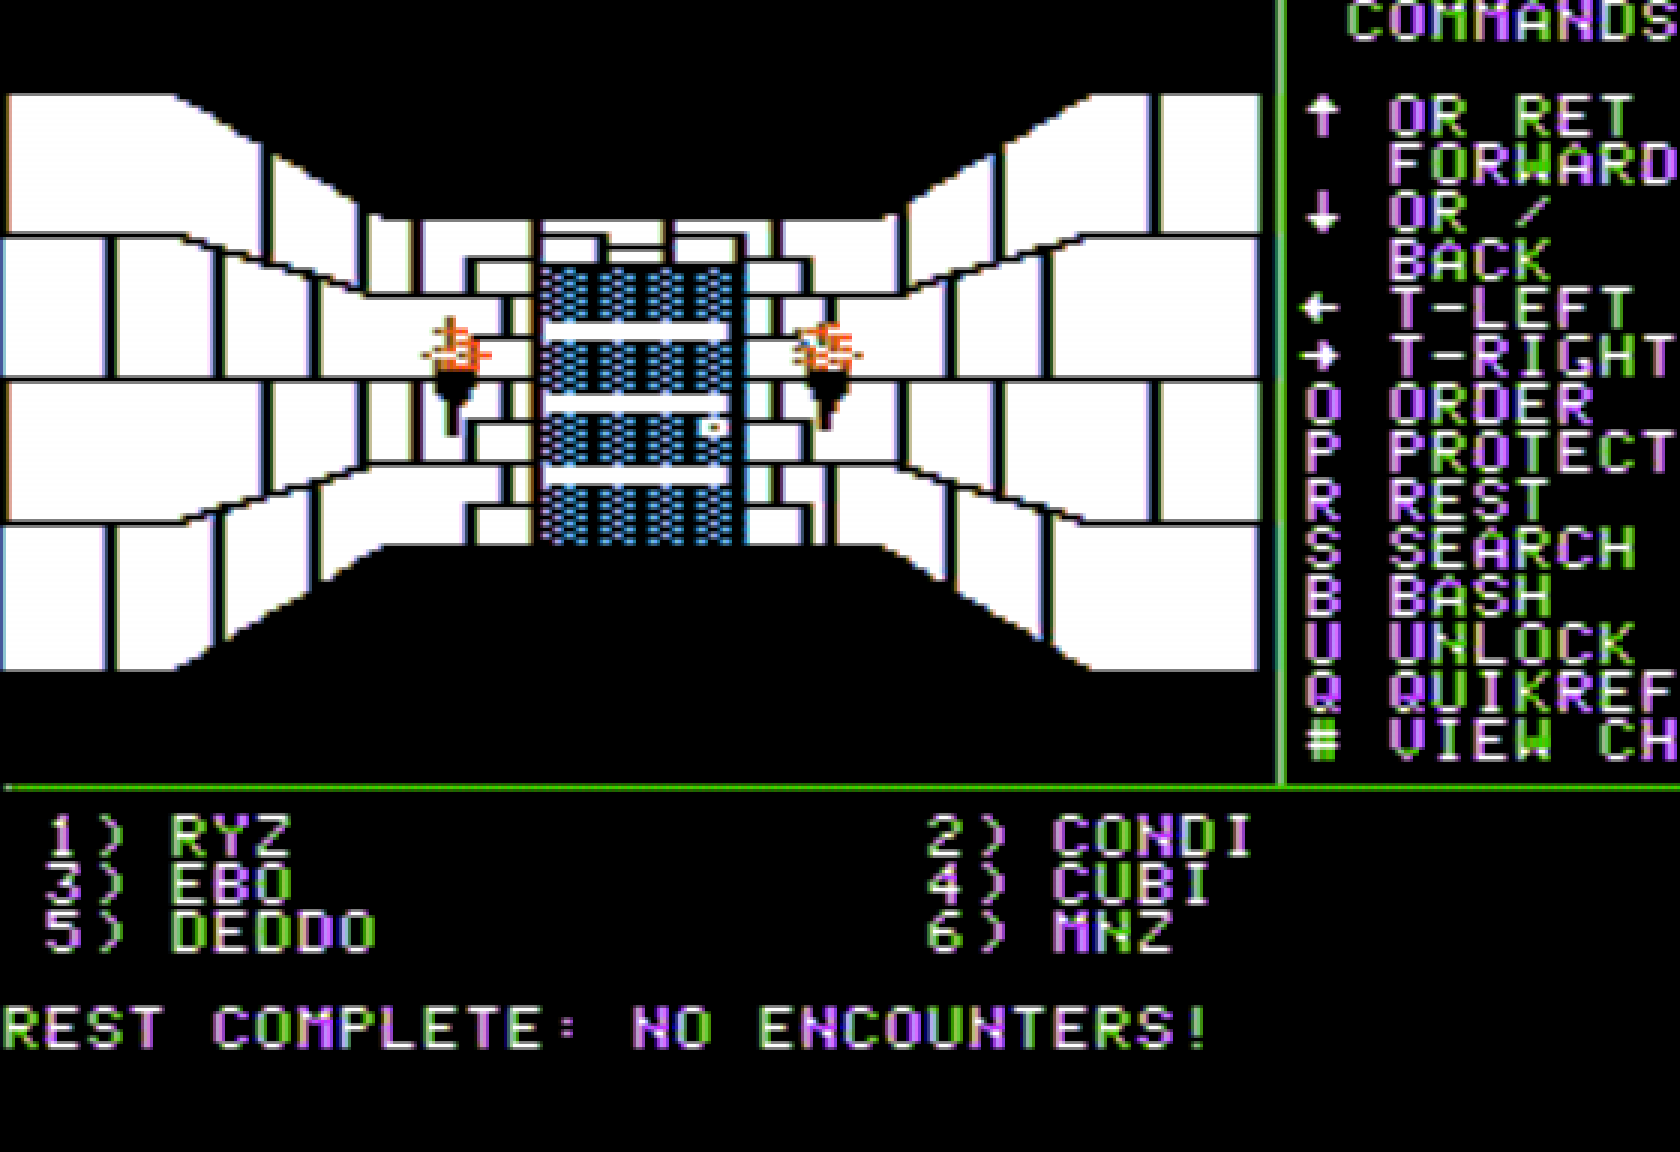 COMMANDS
↑ OR RET
FORWARD
↓ OR /
BACK
← T-LEFT
→ T-RIGHT
O ORDER
P PROTECT
R REST
S SEARCH
B BASH
U UNLOCK
Q QUIKREF
# VIEW CH
1) RYZ 2) CONDI
3) EBO 4) CUBI
5) DEDDO 6) MNZ
REST COMPLETE: NO ENCOUNTERS!